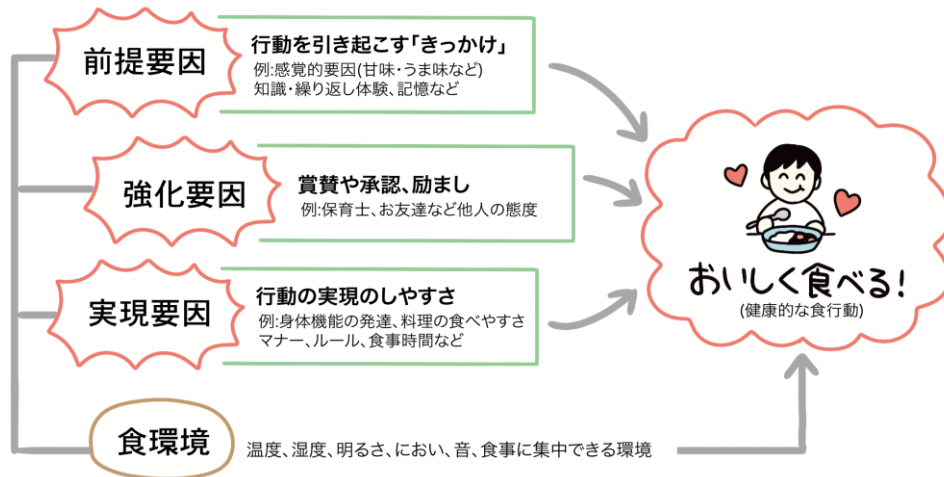 前提要因
行動を引き起こす「きっかけ」
例:感覚的要因(甘味・うま味など)
知識・繰り返し体験、記憶など
強化要因
賞賛や承認、励まし
例:保育士、お友達など他人の態度
実現要因
行動の実現のしやすさ
例:身体機能の発達、料理の食べやすさ
マナー、ルール、食事時間など
食環境
温度、湿度、明るさ、におい、音、食事に集中できる環境
おいしく食べる!
(健康的な食行動)